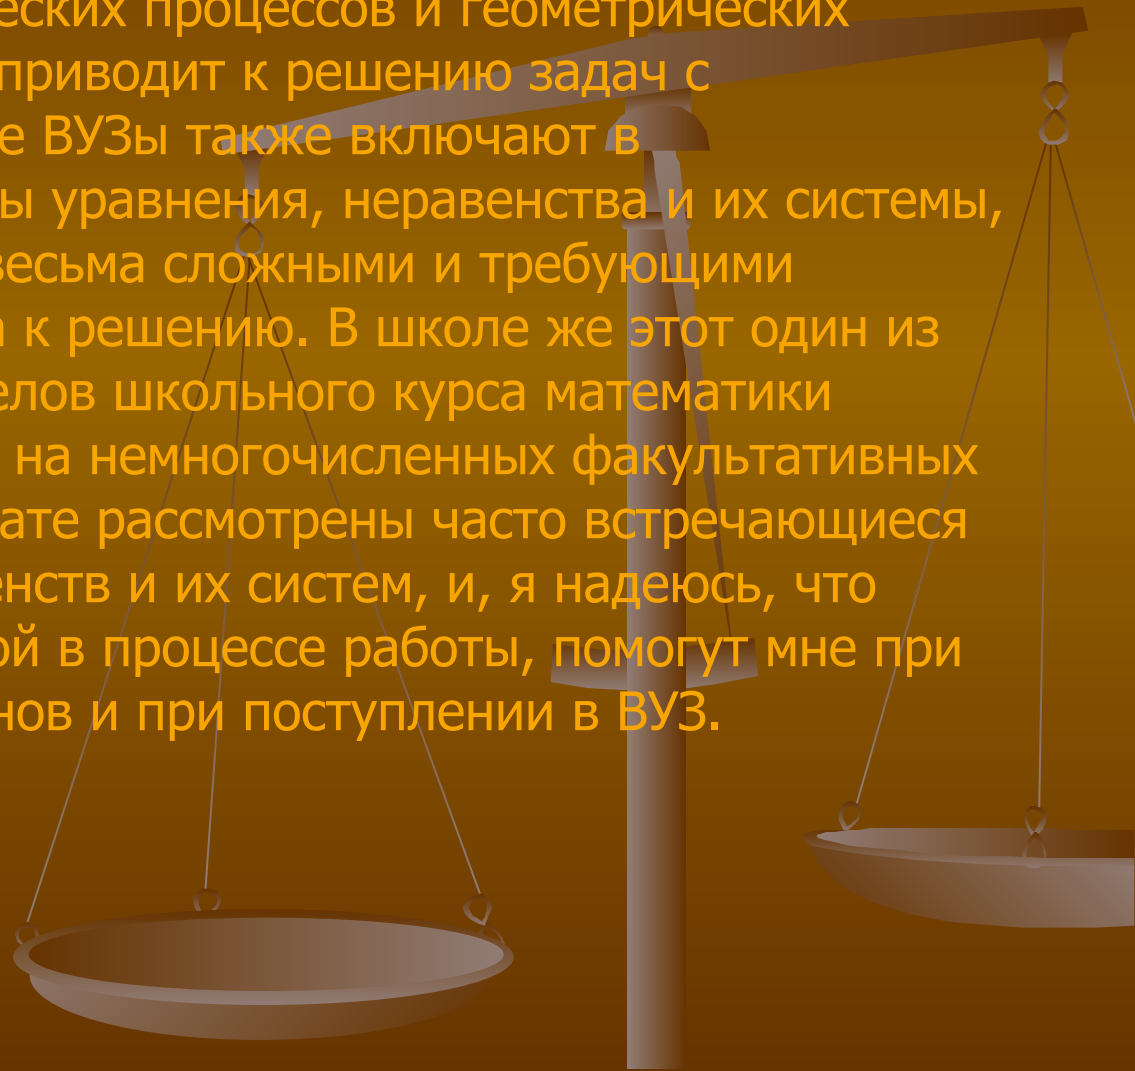 еских процессов и геометрических
приводит к решению задач с
е ВУЗы также включают в
ы уравнения, неравенства и их системы,
весьма сложными и требующими
а к решению. В школе же этот один из
елов школьного курса математики
на немногочисленных факультативных
ате рассмотрены часто встречающиеся
енств и их систем, и, я надеюсь, что
ой в процессе работы, помогут мне при
нов и при поступлении в ВУЗ.